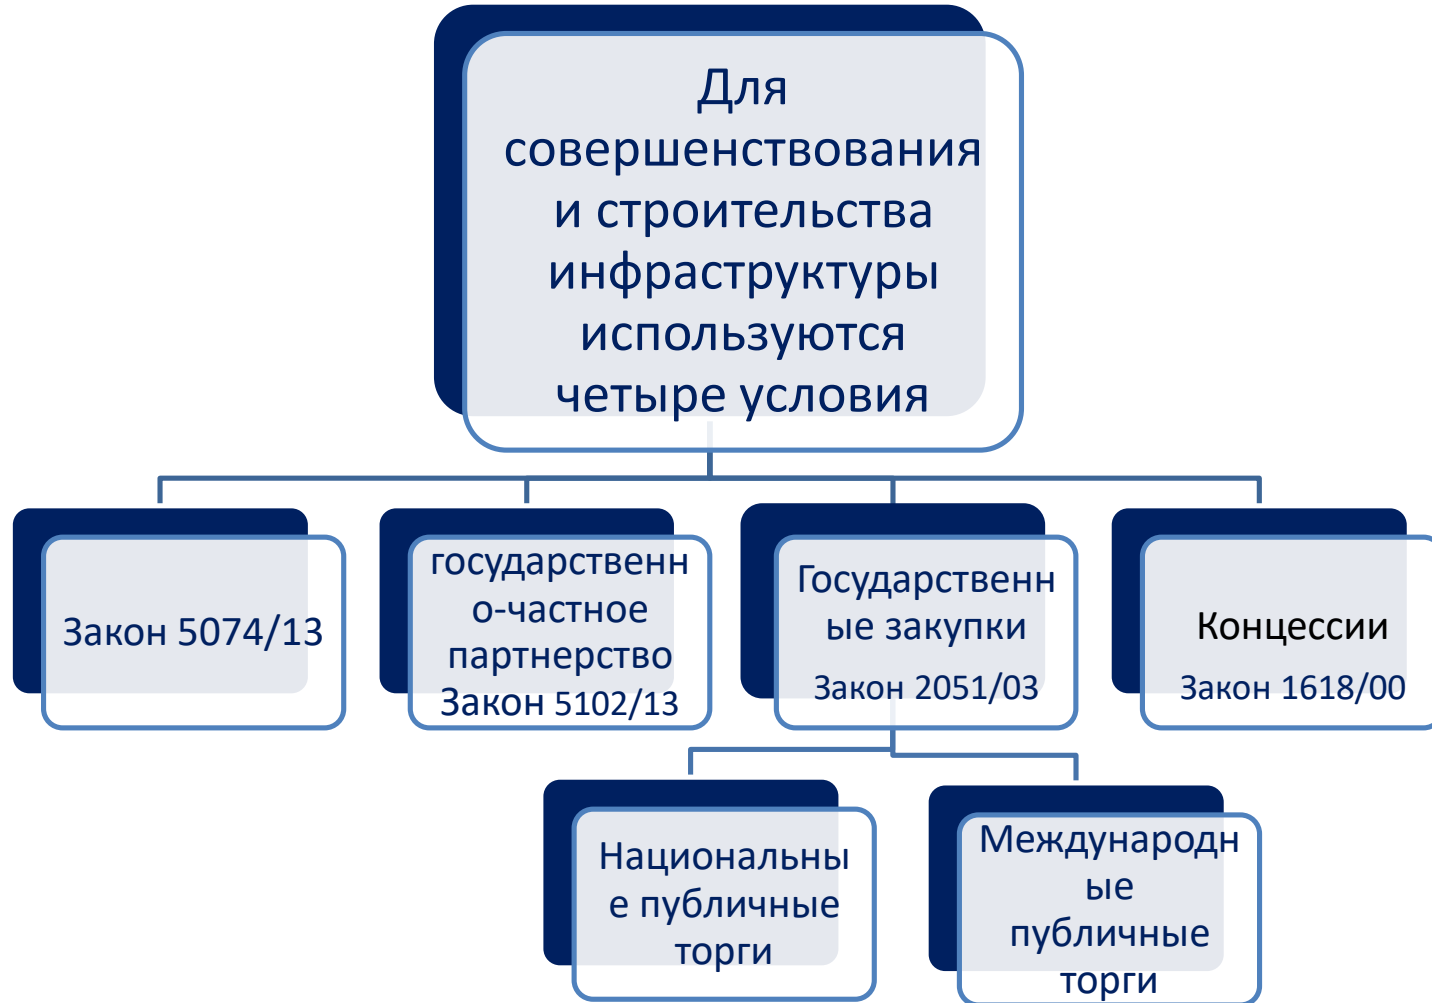 Для
совершенствования
и строительства
инфраструктуры
используются
четыре условия
Закон 5074/13
государственн
о-частное
партнерство
Закон 5102/13
Государственн
ые закупки
Закон 2051/03
Концессии
Закон 1618/00
Национальны
е публичные
торги
Международн
ые
публичные
торги